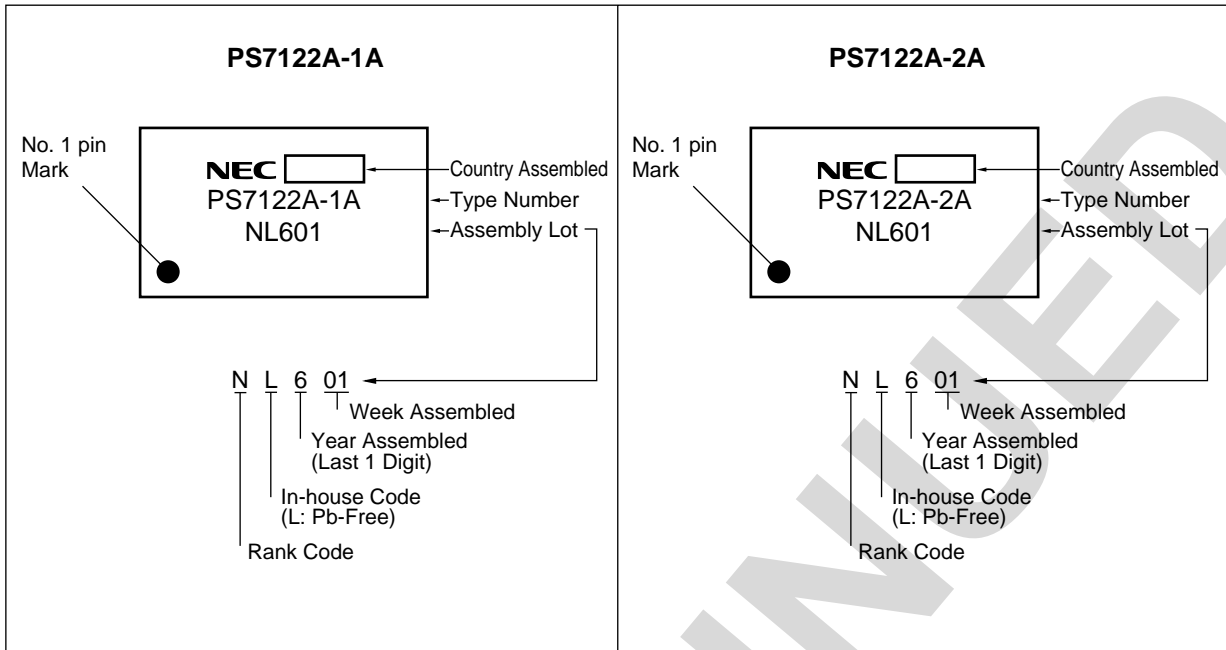 PS7122A-1A
No. 1 pin
Mark
NEC
Country Assembled
PS7122A-1A
Type Number
NL601
Assembly Lot
N L 6 01
Week Assembled
Year Assembled
(Last 1 Digit)
In-house Code
(L: Pb-Free)
Rank Code
PS7122A-2A
No. 1 pin
Mark
NEC
Country Assembled
PS7122A-2A
Type Number
NL601
Assembly Lot
N L 6 01
Week Assembled
Year Assembled
(Last 1 Digit)
In-house Code
(L: Pb-Free)
Rank Code
NUED